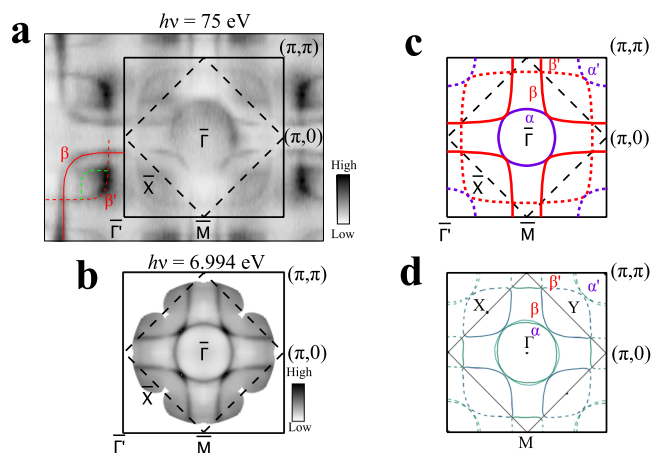 a
hν = 75 eV
(π,π)
Γ̅
(π,0)
β
β'
X̅
Γ̅'
M̅
High
Low
b
hν = 6.994 eV
(π,π)
Γ̅
(π,0)
X̅
Γ̅'
M̅
High
Low
c
(π,π)
β'
α'
β
α
Γ̅
(π,0)
X̅
Γ̅'
M̅
d
(π,π)
β'
α'
X
β
Y
α
Γ
(π,0)
M